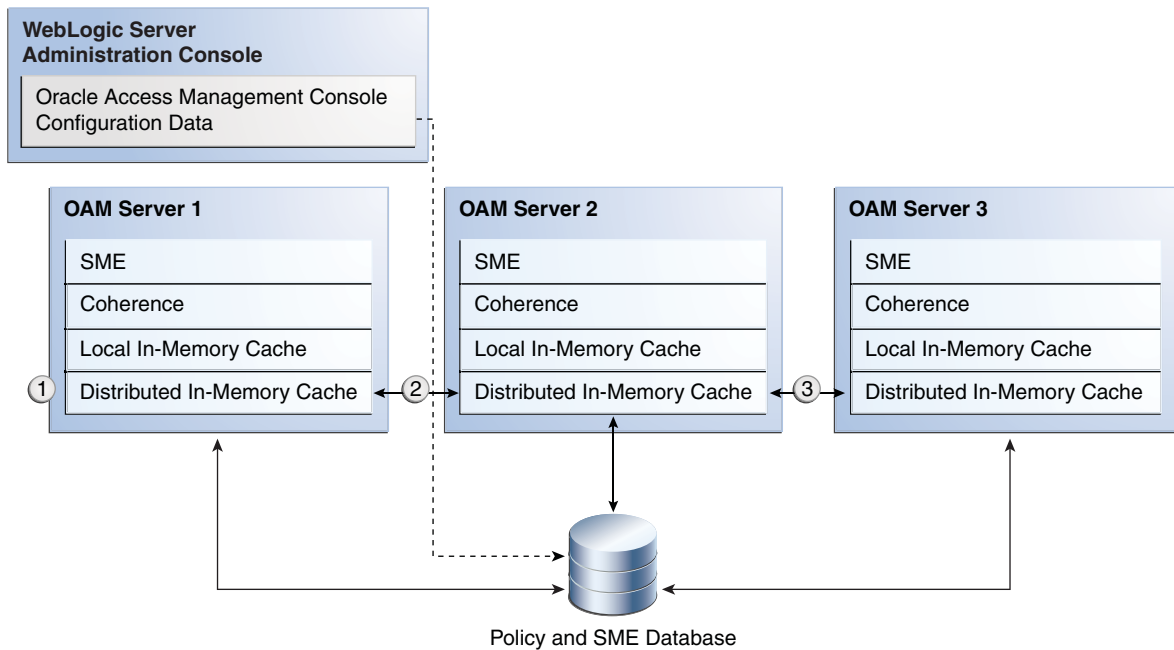 WebLogic Server
Administration Console
Oracle Access Management Console
Configuration Data
OAM Server 1
SME
Coherence
Local In-Memory Cache
Distributed In-Memory Cache
OAM Server 2
SME
Coherence
Local In-Memory Cache
Distributed In-Memory Cache
OAM Server 3
SME
Coherence
Local In-Memory Cache
Distributed In-Memory Cache
1
2
3
Policy and SME Database